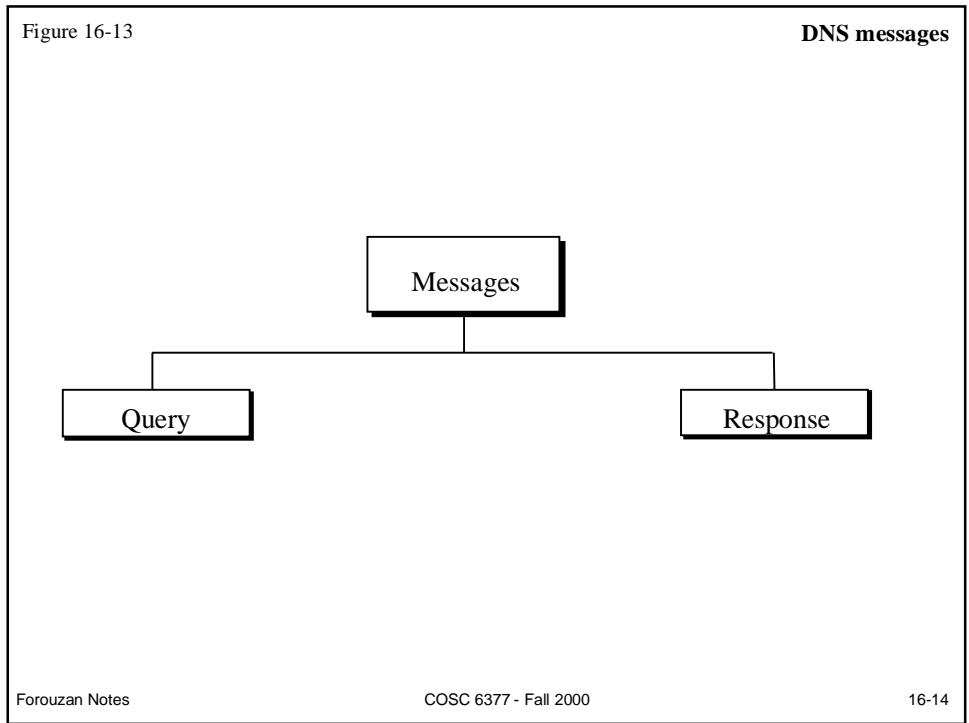 Figure 16-13 DNS messages
Messages
Query Response
Forouzan Notes COSC 6377 - Fall 2000 16-14